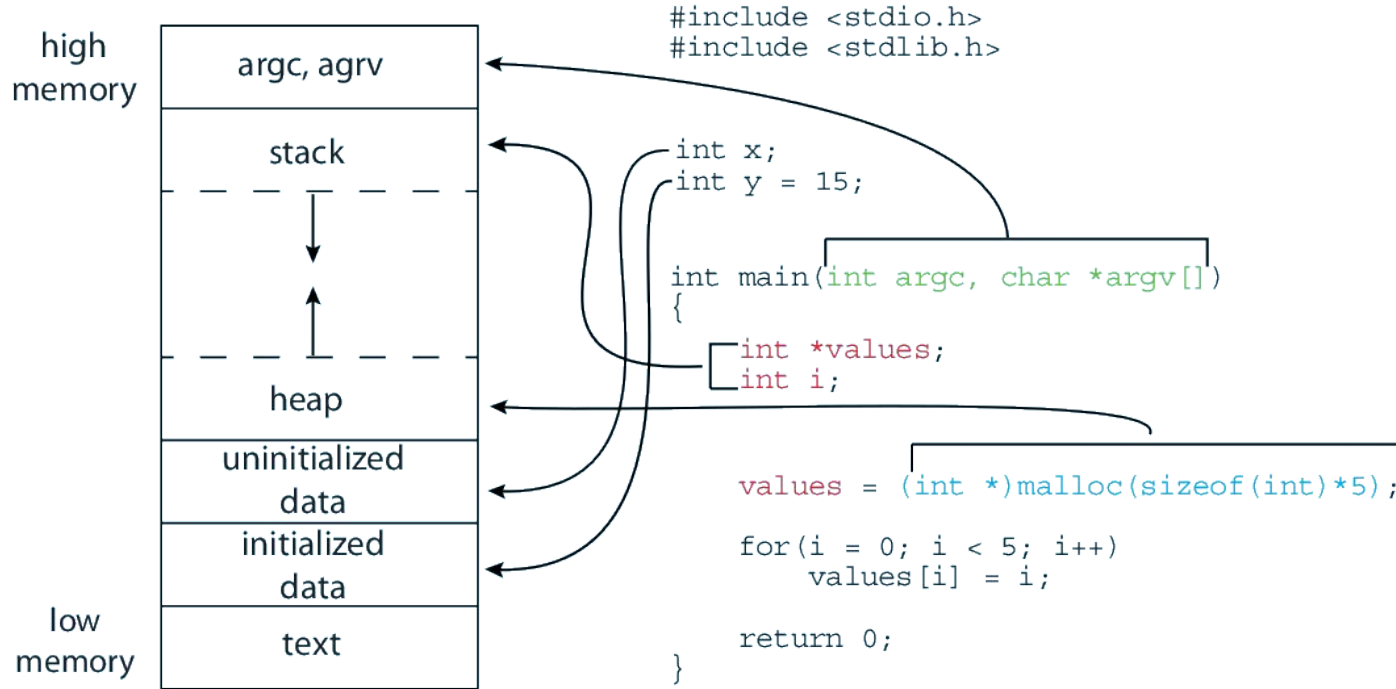 high
memory
argc, agrv
stack
heap
uninitialized
data
initialized
data
text
low
memory
#include <stdio.h>
#include <stdlib.h>
int x;
int y = 15;
int main(int argc, char *argv[])
{
int *values;
int i;
values = (int *)malloc(sizeof(int)*5);
for(i = 0; i < 5; i++)
values[i] = i;
return 0;
}